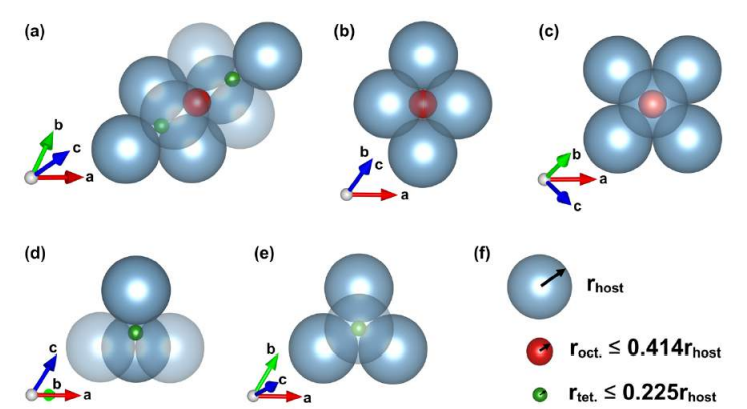 (a)
b
c
a
(b)
b
c
a
(c)
b
a
c
(d)
c
b
a
(e)
b
c
a
(f)
r_host
r_oct. ≤ 0.414r_host
r_tet. ≤ 0.225r_host